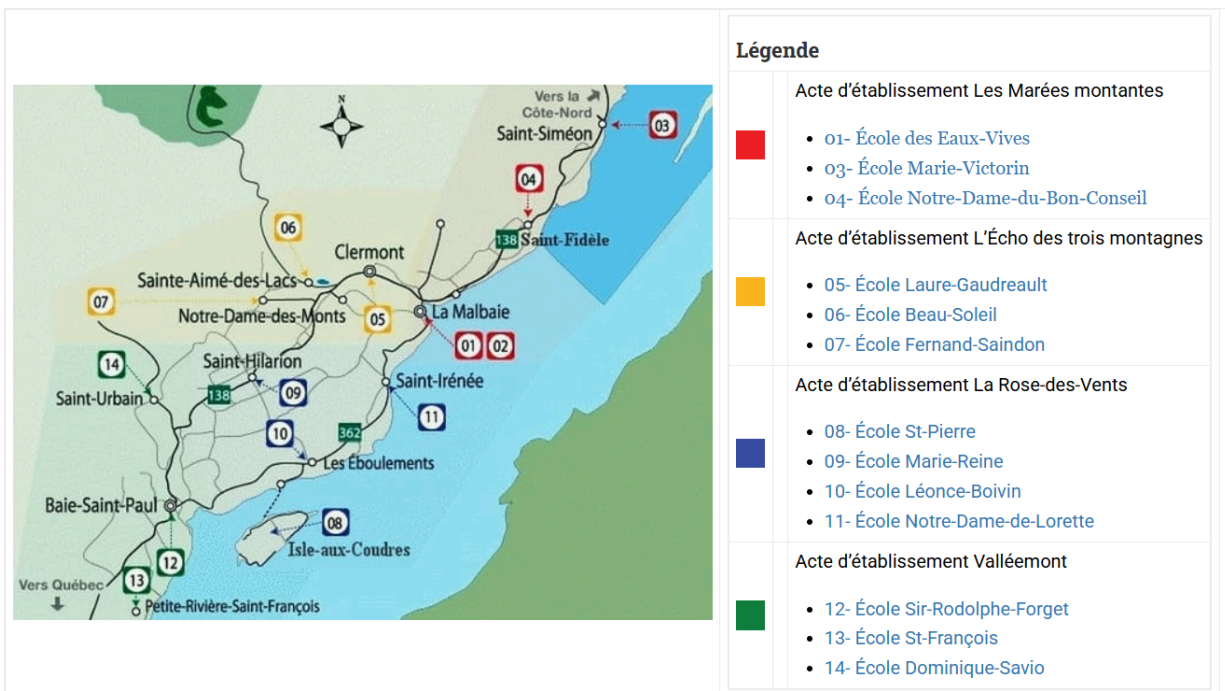 N
Vers la
Côte-Nord
Saint-Siméon
03
04
138
Saint-Fidèle
06
Clermont
Sainte-Aimé-des-Lacs
07
Notre-Dame-des-Monts
05
La Malbaie
01
02
14
Saint-Hilarion
Saint-Urbain
138
09
Saint-Irénée
11
10
362
Les Éboulements
Baie-Saint-Paul
08
Isle-aux-Coudres
12
Vers Québec
13
Petite-Rivière-Saint-François
Légende
Acte d’établissement Les Marées montantes
01- École des Eaux-Vives
03- École Marie-Victorin
04- École Notre-Dame-du-Bon-Conseil
Acte d’établissement L’Écho des trois montagnes
05- École Laure-Gaudreault
06- École Beau-Soleil
07- École Fernand-Saindon
Acte d’établissement La Rose-des-Vents
08- École St-Pierre
09- École Marie-Reine
10- École Léonce-Boivin
11- École Notre-Dame-de-Lorette
Acte d’établissement Valléemont
12- École Sir-Rodolphe-Forget
13- École St-François
14- École Dominique-Savio